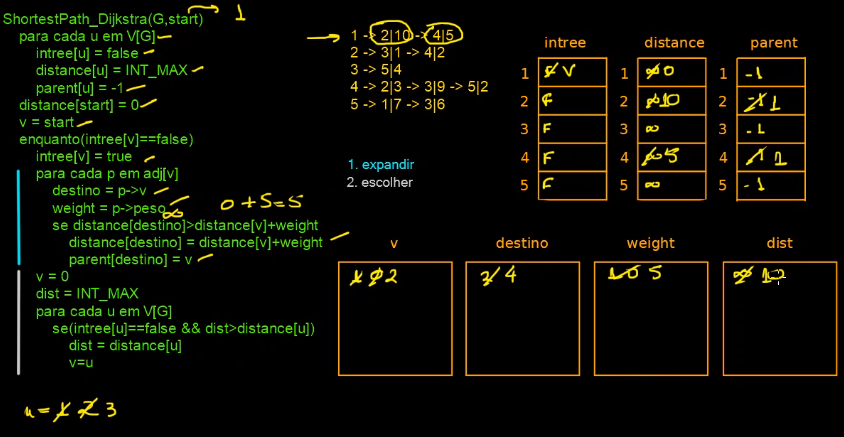 ShortestPath_Dijkstra(G,start) 1
para cada u em V[G]
intree[u] = false
distance[u] = INT_MAX
parent[u] = -1
distance[start] = 0
v = start
enquanto(intree[v]==false)
intree[v] = true
para cada p em adj[v]
destino = p->v
weight = p->peso
∞ 0+5=5
se distance[destino]>distance[v]+weight
distance[destino] = distance[v]+weight
parent[destino] = v
v = 0
dist = INT_MAX
para cada u em V[G]
se(intree[u]==false && dist>distance[u])
dist = distance[u]
v=u
u = 1 2 3
1 -> 2|10 -> 4|5
2 -> 3|1 -> 4|2
3 -> 5|4
4 -> 2|3 -> 3|9 -> 5|2
5 -> 1|7 -> 3|6
1. expandir
2. escolher
intree distance parent
1 F V 1 ∞ 0 1 -1
2 F 2 ∞ 10 2 -1 1
3 F 3 ∞ 3 -1
4 F 4 ∞ 5 4 -1 1
5 F 5 ∞ 5 -1
v destino weight dist
1 0 2 2 4 10 5 ∞ 10